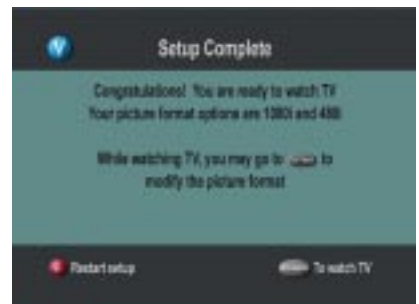 V
Setup Complete
Congratulations! You are ready to watch TV
Your picture format options are 1080i and 480i
While watching TV, you may go to to
modify the picture format
Restart setup
To watch TV